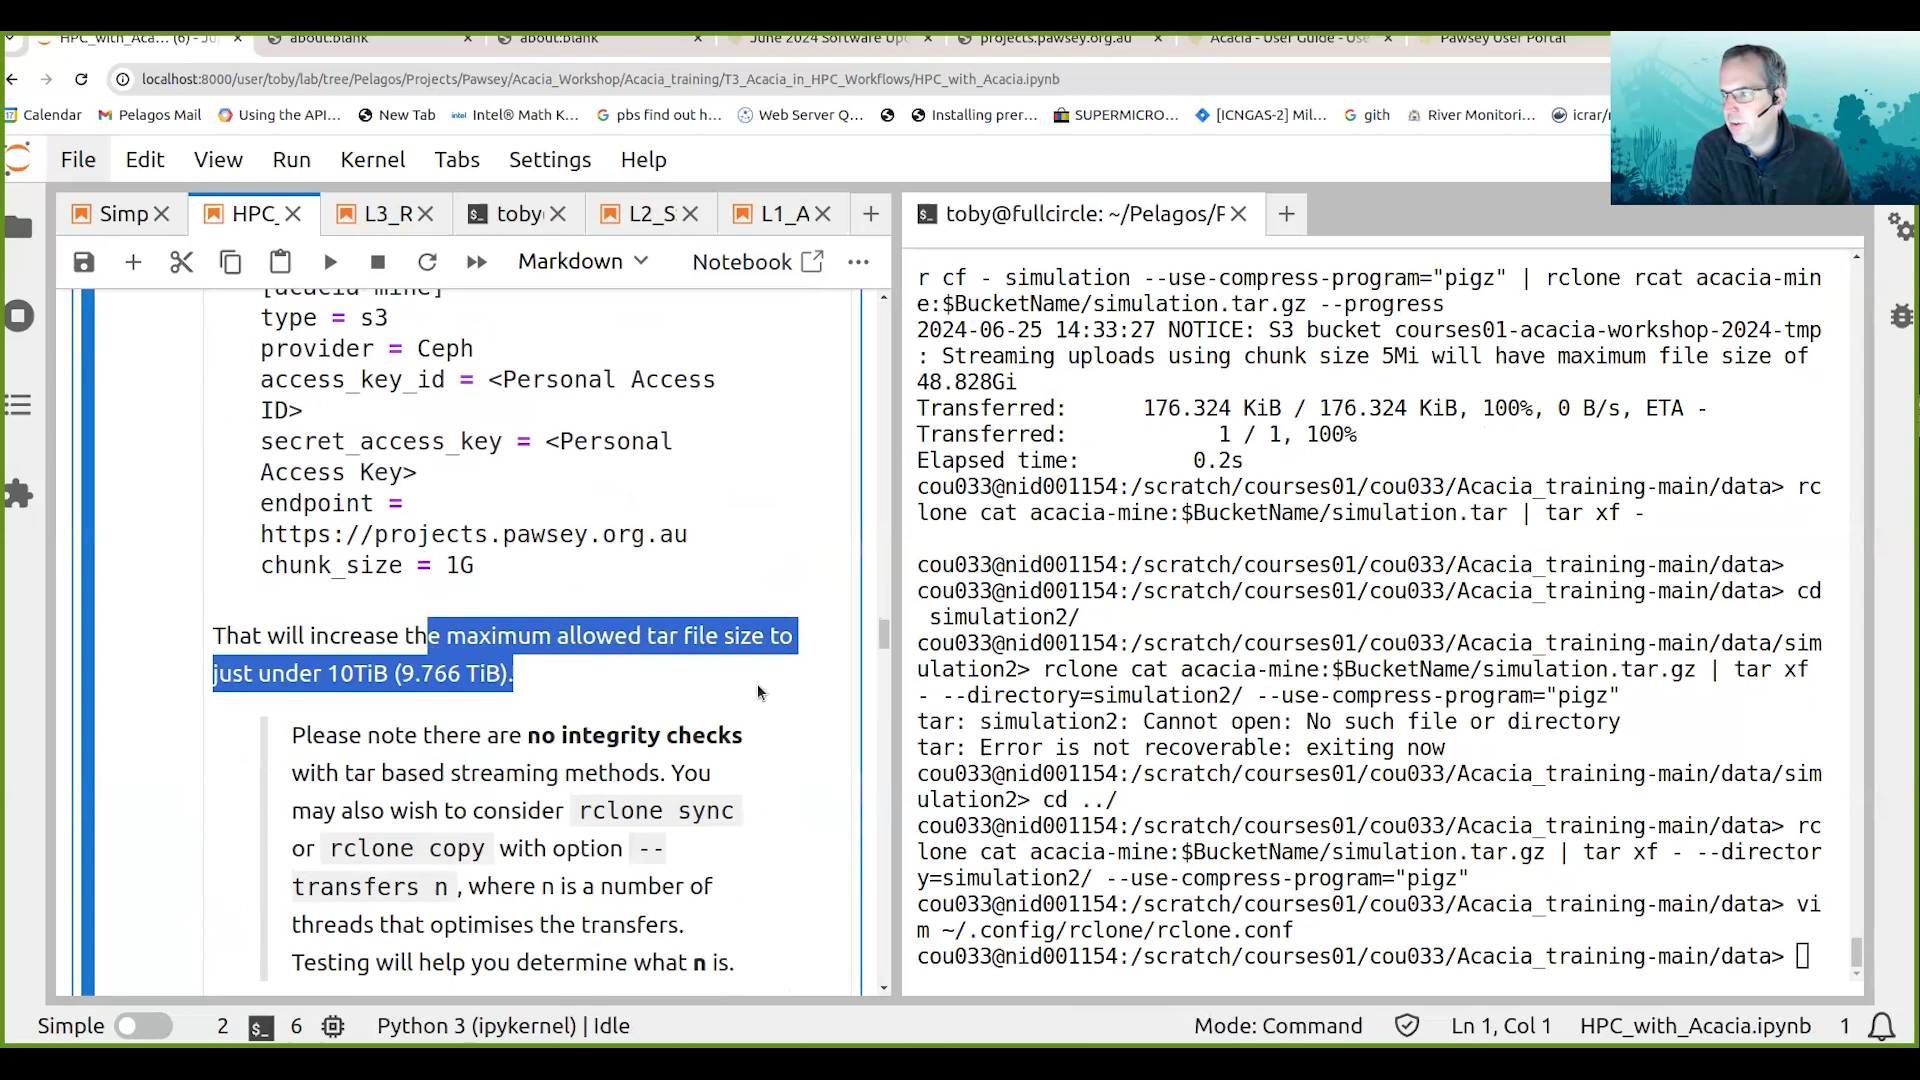 HPC_with_Aca… (6) - Ju
about:blank
about:blank
June 2024 Software Up
projects.pawsey.org.au
Acacia - User Guide - Use
Pawsey User Portal
localhost:8000/user/toby/lab/tree/Pelagos/Projects/Pawsey/Acacia_Workshop/Acacia_training/T3_Acacia_in_HPC_Workflows/HPC_with_Acacia.ipynb
Calendar
Pelagos Mail
Using the API...
New Tab
intel Intel® Math K...
pbs find out h...
Web Server Q...
Installing prer...
SUPERMICRO...
[ICNGAS-2] Mil...
gith
River Monitori...
icrar/r
File Edit View Run Kernel Tabs Settings Help
Simp
HPC_
L3_R
toby
L2_S
L1_A
Markdown
Notebook
[acacia-mine]
type = s3
provider = Ceph
access_key_id = <Personal Access
ID>
secret_access_key = <Personal
Access Key>
endpoint =
https://projects.pawsey.org.au
chunk_size = 1G
That will increase the maximum allowed tar file size to
just under 10TiB (9.766 TiB).
Please note there are no integrity checks
with tar based streaming methods. You
may also wish to consider rclone sync
or rclone copy with option --
transfers n , where n is a number of
threads that optimises the transfers.
Testing will help you determine what n is.
toby@fullcircle: ~/Pelagos/P
r cf - simulation --use-compress-program="pigz" | rclone rcat acacia-min
e:$BucketName/simulation.tar.gz --progress
2024-06-25 14:33:27 NOTICE: S3 bucket courses01-acacia-workshop-2024-tmp
: Streaming uploads using chunk size 5Mi will have maximum file size of
48.828Gi
Transferred: 176.324 KiB / 176.324 KiB, 100%, 0 B/s, ETA -
Transferred: 1 / 1, 100%
Elapsed time: 0.2s
cou033@nid001154:/scratch/courses01/cou033/Acacia_training-main/data> rc
lone cat acacia-mine:$BucketName/simulation.tar | tar xf -
cou033@nid001154:/scratch/courses01/cou033/Acacia_training-main/data>
cou033@nid001154:/scratch/courses01/cou033/Acacia_training-main/data> cd
simulation2/
cou033@nid001154:/scratch/courses01/cou033/Acacia_training-main/data/sim
ulation2> rclone cat acacia-mine:$BucketName/simulation.tar.gz | tar xf
- --directory=simulation2/ --use-compress-program="pigz"
tar: simulation2: Cannot open: No such file or directory
tar: Error is not recoverable: exiting now
cou033@nid001154:/scratch/courses01/cou033/Acacia_training-main/data/sim
ulation2> cd ../
cou033@nid001154:/scratch/courses01/cou033/Acacia_training-main/data> rc
lone cat acacia-mine:$BucketName/simulation.tar.gz | tar xf - --director
y=simulation2/ --use-compress-program="pigz"
cou033@nid001154:/scratch/courses01/cou033/Acacia_training-main/data> vi
m ~/.config/rclone/rclone.conf
cou033@nid001154:/scratch/courses01/cou033/Acacia_training-main/data>
Simple 2 6 Python 3 (ipykernel) | Idle
Mode: Command Ln 1, Col 1 HPC_with_Acacia.ipynb 1